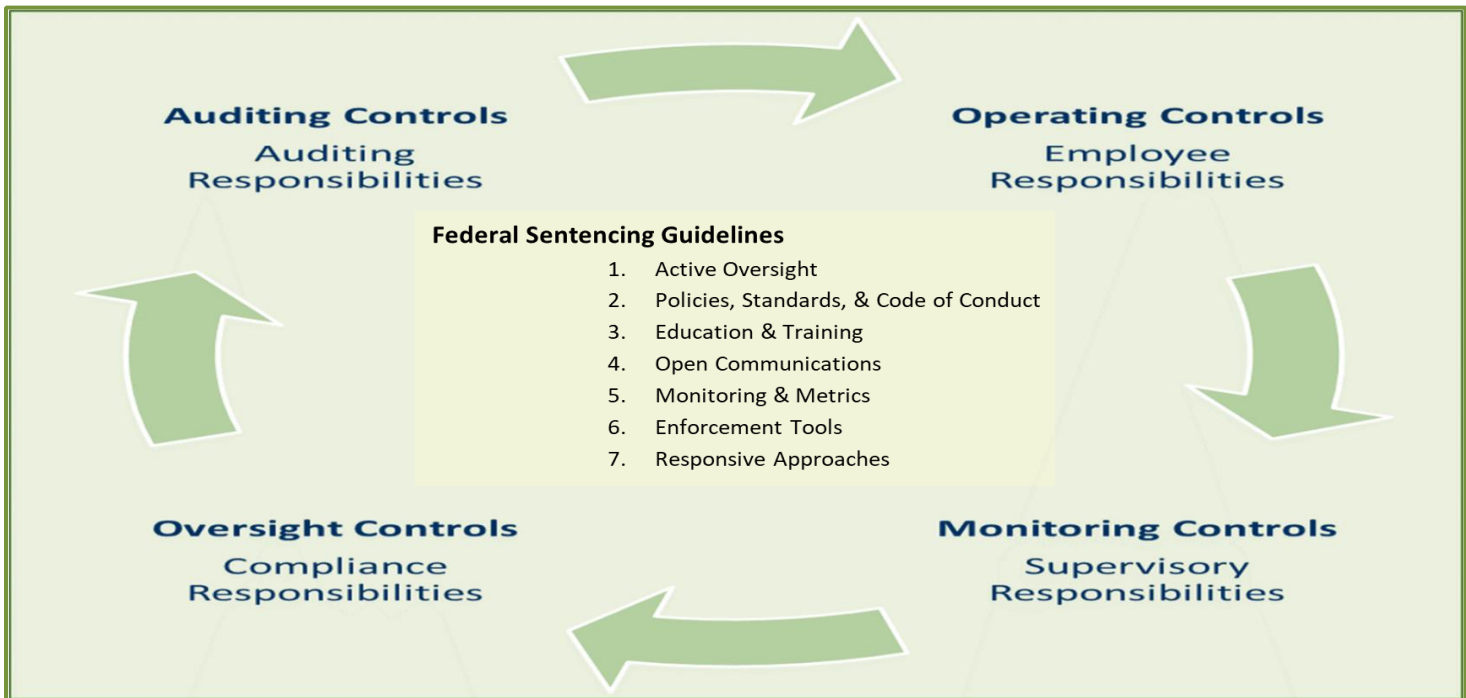 Auditing Controls
Auditing
Responsibilities
Operating Controls
Employee
Responsibilities
Federal Sentencing Guidelines
1. Active Oversight
2. Policies, Standards, & Code of Conduct
3. Education & Training
4. Open Communications
5. Monitoring & Metrics
6. Enforcement Tools
7. Responsive Approaches
Oversight Controls
Compliance
Responsibilities
Monitoring Controls
Supervisory
Responsibilities